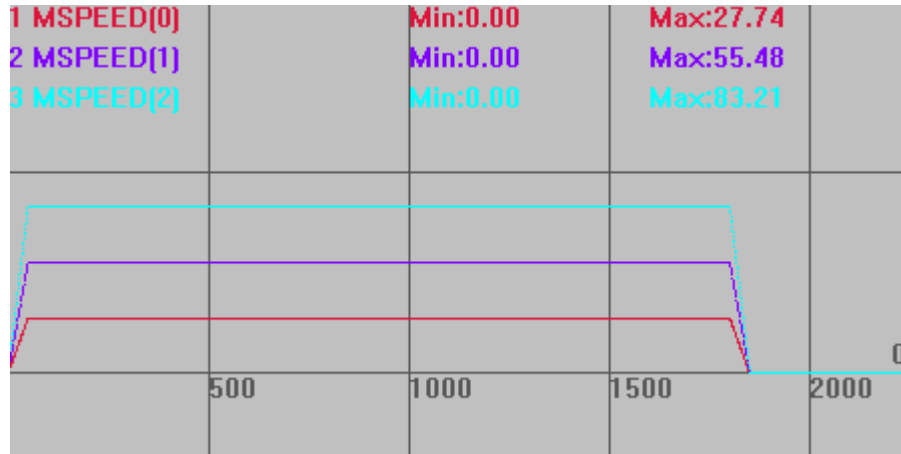 1 MSPEED(0) Min:0.00 Max:27.74
2 MSPEED(1) Min:0.00 Max:55.48
3 MSPEED(2) Min:0.00 Max:83.21
0
500 1000 1500 2000